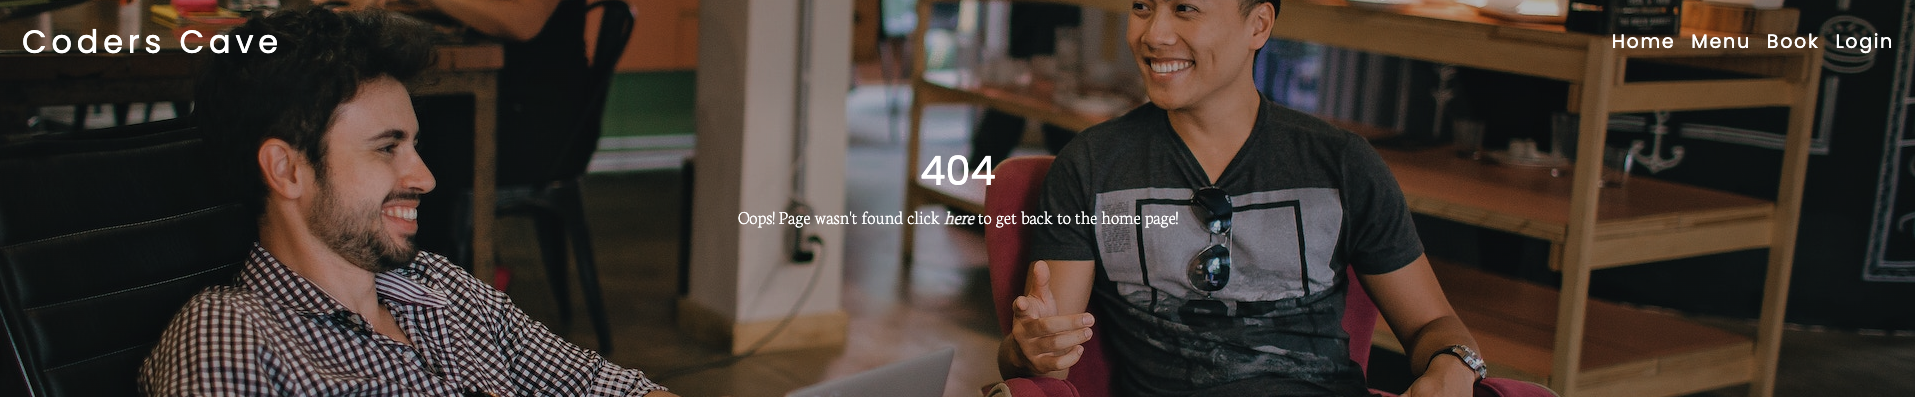 Coders Cave
Home Menu Book Login
404
Oops! Page wasn't found click here to get back to the home page!